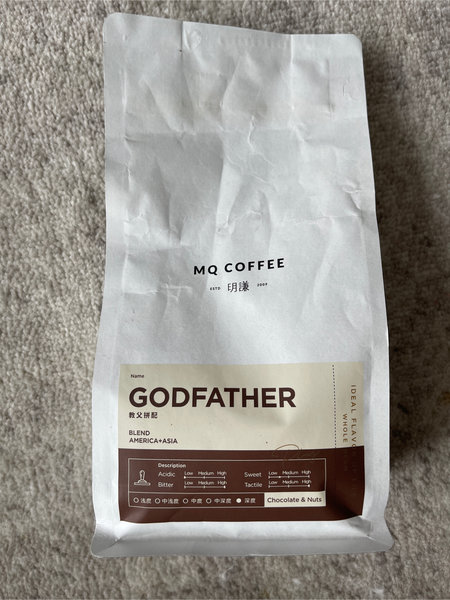 MQ COFFEE
ESTD 玥謙 2009
Name
GODFATHER
教父拼配
BLEND
AMERICA+ASIA
IDEAL FLAVO
WHOLE
Description
Acidic Low Medium High
Sweet Low Medium High
Bitter Low Medium High
Tactile Low Medium High
浅度 中浅度 中度 中深度 深度
Chocolate & Nuts